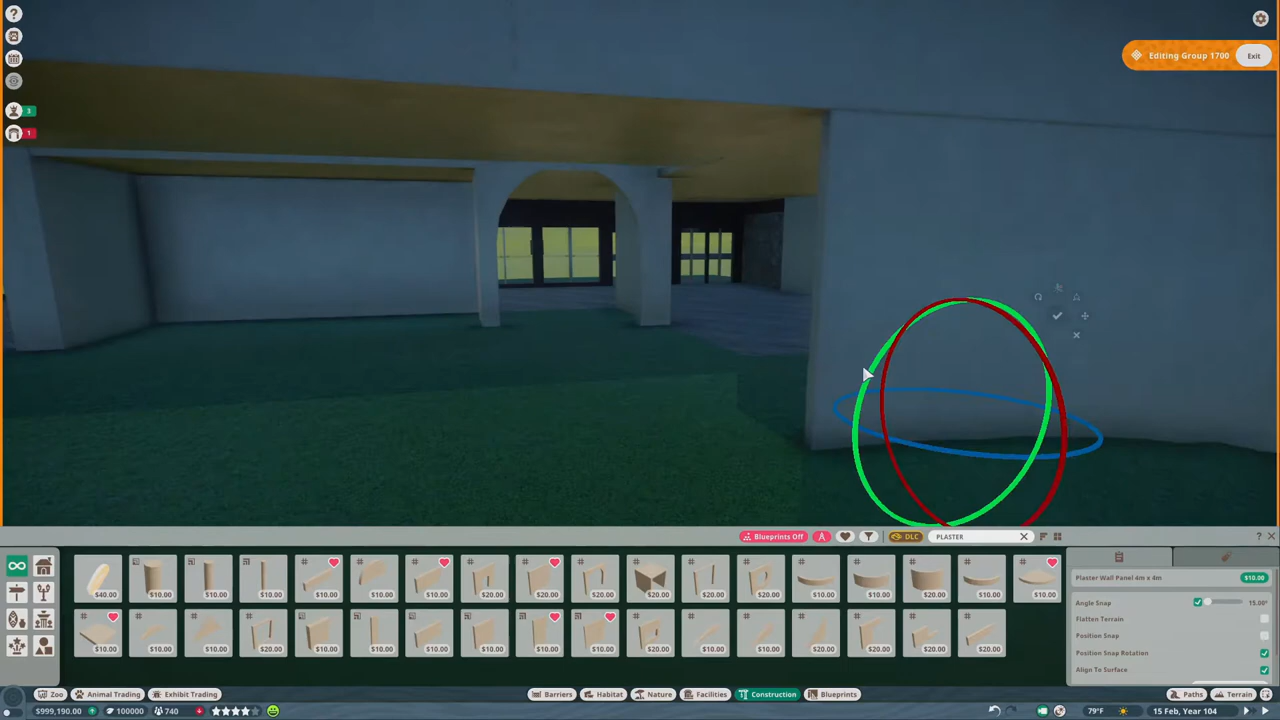 ?
3
1
Editing Group 1700
Exit
Blueprints Off
DLC
PLASTER
?
$40.00
$10.00
$10.00
$10.00
$10.00
$10.00
$10.00
$20.00
$20.00
$20.00
$20.00
$20.00
$20.00
$10.00
$10.00
$20.00
$10.00
$10.00
$10.00
$10.00
$10.00
$20.00
$10.00
$10.00
$10.00
$20.00
$10.00
$10.00
$20.00
$10.00
$10.00
$20.00
$20.00
$10.00
Plaster Wall Panel 4m x 4m
$10.00
Angle Snap
15.00°
Flatten Terrain
Position Snap
Position Snap Rotation
Align To Surface
Zoo
Animal Trading
Exhibit Trading
Barriers
Habitat
Nature
Facilities
Construction
Blueprints
Paths
Terrain
$999,190.00
100000
740
79°F
15 Feb, Year 104